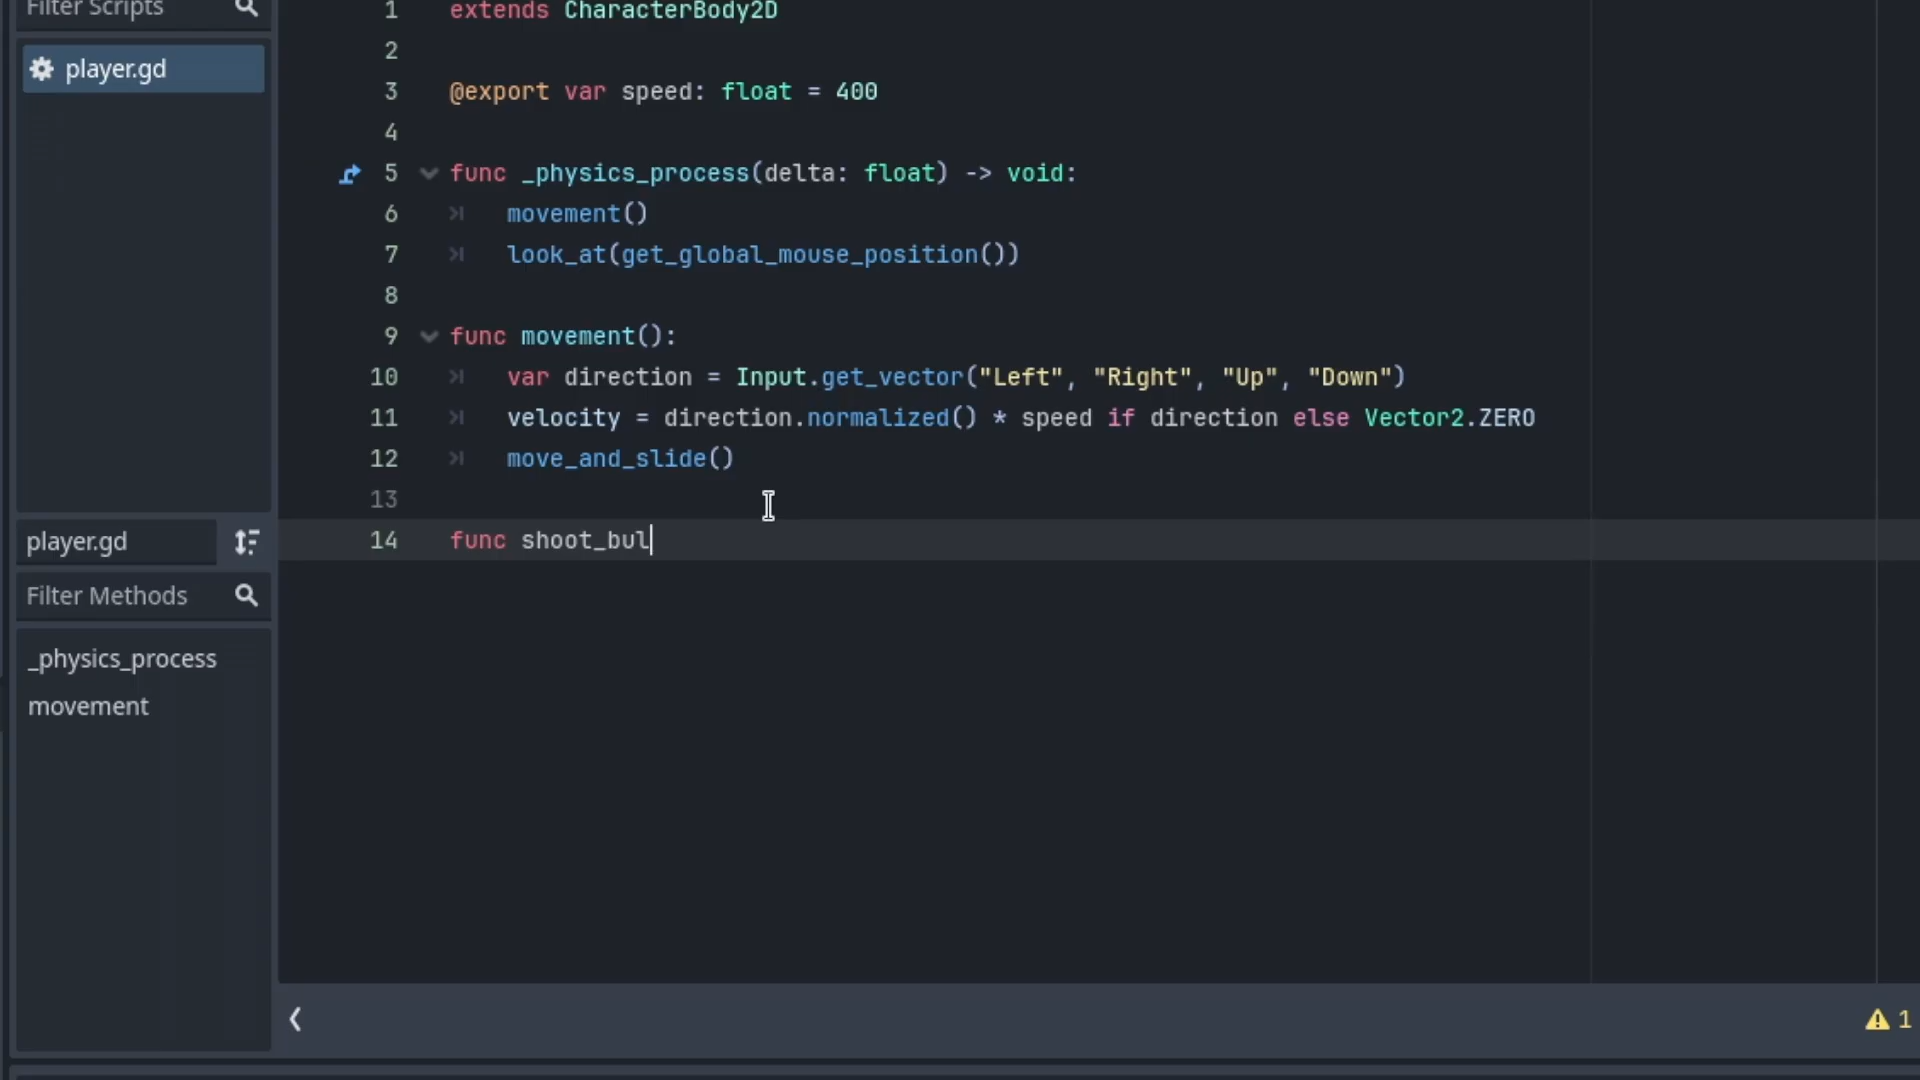 Filter Scripts
player.gd
player.gd
Filter Methods
_physics_process
movement
1 extends CharacterBody2D
2
3 @export var speed: float = 400
4
5 func _physics_process(delta: float) -> void:
6 movement()
7 look_at(get_global_mouse_position())
8
9 func movement():
10 var direction = Input.get_vector("Left", "Right", "Up", "Down")
11 velocity = direction.normalized() * speed if direction else Vector2.ZERO
12 move_and_slide()
13
14 func shoot_bul
1